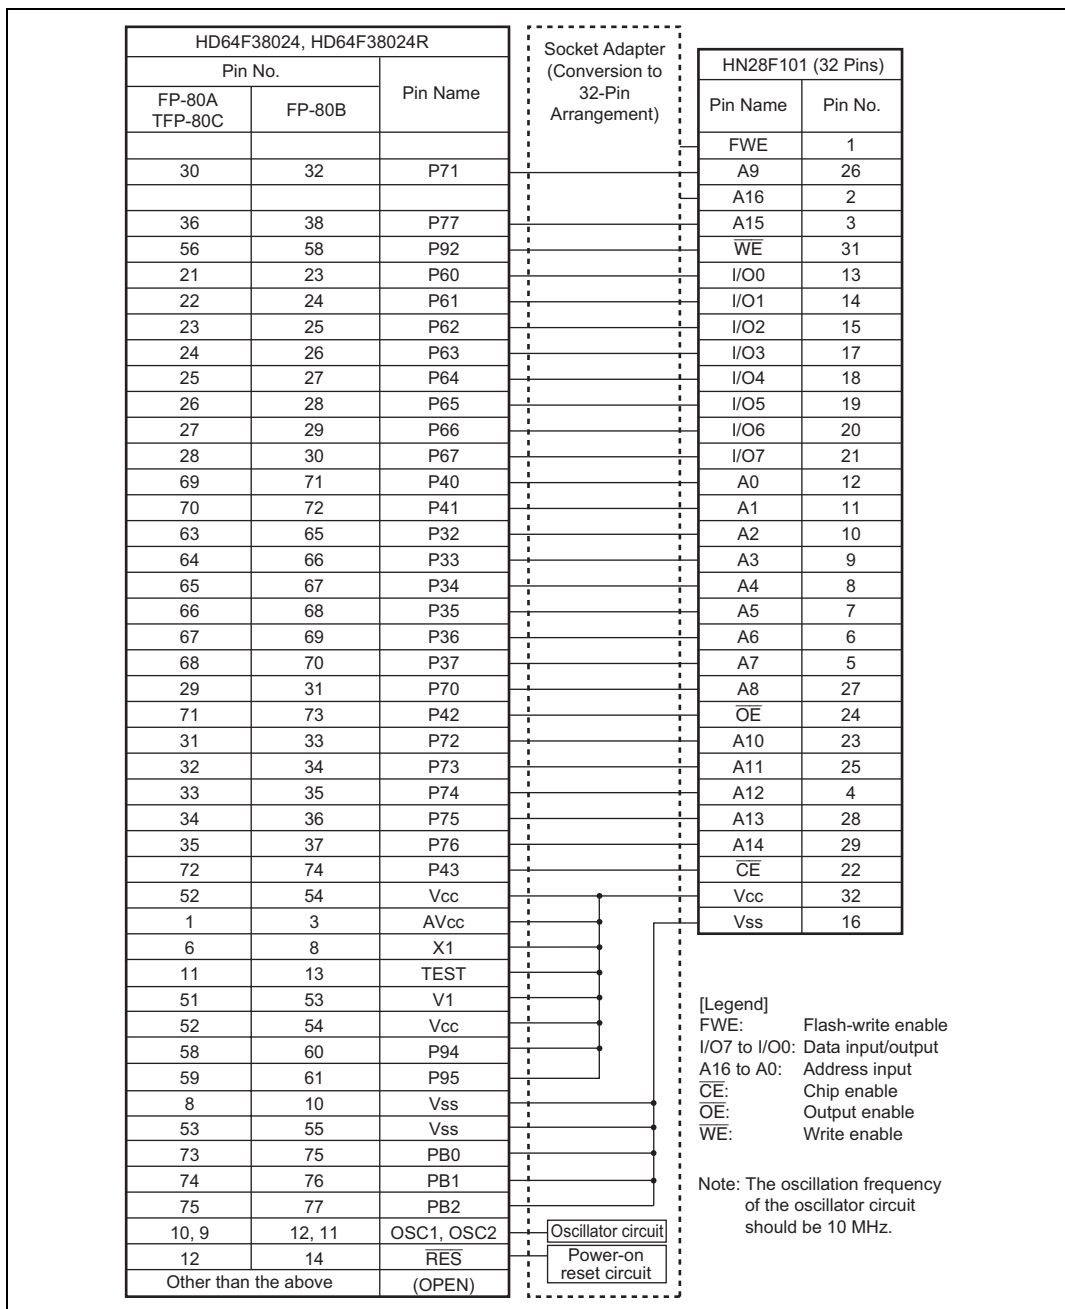 HD64F38024, HD64F38024R
Pin No.
Pin Name
FP-80A
TFP-80C
FP-80B
30 32 P71
36 38 P77
56 58 P92
21 23 P60
22 24 P61
23 25 P62
24 26 P63
25 27 P64
26 28 P65
27 29 P66
28 30 P67
69 71 P40
70 72 P41
63 65 P32
64 66 P33
65 67 P34
66 68 P35
67 69 P36
68 70 P37
29 31 P70
71 73 P42
31 33 P72
32 34 P73
33 35 P74
34 36 P75
35 37 P76
72 74 P43
52 54 Vcc
1 3 AVcc
6 8 X1
11 13 TEST
51 53 V1
52 54 Vcc
58 60 P94
59 61 P95
8 10 Vss
53 55 Vss
73 75 PB0
74 76 PB1
75 77 PB2
10, 9 12, 11 OSC1, OSC2
12 14 RES
Other than the above (OPEN)
Socket Adapter
(Conversion to
32-Pin
Arrangement)
Oscillator circuit
Power-on
reset circuit
HN28F101 (32 Pins)
Pin Name Pin No.
FWE 1
A9 26
A16 2
A15 3
WE 31
I/O0 13
I/O1 14
I/O2 15
I/O3 17
I/O4 18
I/O5 19
I/O6 20
I/O7 21
A0 12
A1 11
A2 10
A3 9
A4 8
A5 7
A6 6
A7 5
A8 27
OE 24
A10 23
A11 25
A12 4
A13 28
A14 29
CE 22
Vcc 32
Vss 16
[Legend]
FWE: Flash-write enable
I/O7 to I/O0: Data input/output
A16 to A0: Address input
CE: Chip enable
OE: Output enable
WE: Write enable
Note: The oscillation frequency
of the oscillator circuit
should be 10 MHz.